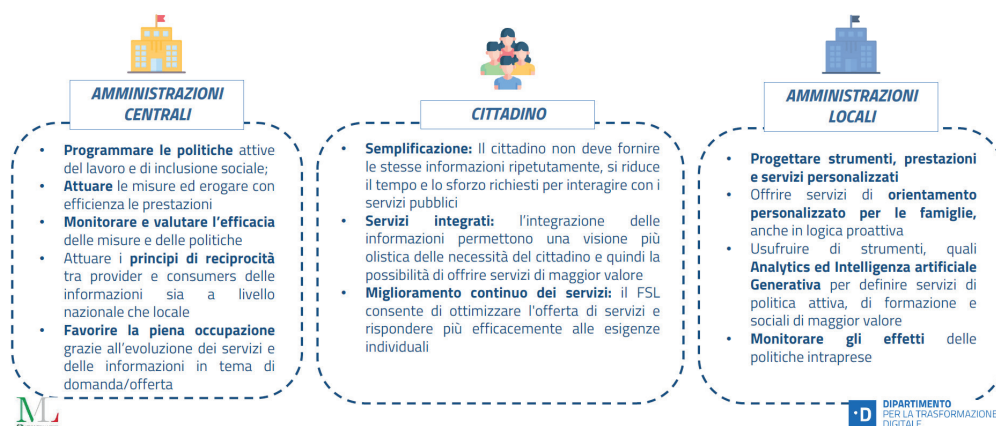 AMMINISTRAZIONI
CENTRALI
• Programmare le politiche attive
del lavoro e di inclusione sociale;
• Attuare le misure ed erogare con
efficienza le prestazioni
• Monitorare e valutare l'efficacia
delle misure e delle politiche
• Attuare i principi di reciprocità
tra provider e consumers delle
informazioni sia a livello
nazionale che locale
• Favorire la piena occupazione
grazie all'evoluzione dei servizi e
delle informazioni in tema di
domanda/offerta
CITTADINO
• Semplificazione: Il cittadino non deve fornire
le stesse informazioni ripetutamente, si riduce
il tempo e lo sforzo richiesti per interagire con i
servizi pubblici
• Servizi integrati: l'integrazione delle
informazioni permettono una visione più
olistica delle necessità del cittadino e quindi la
possibilità di offrire servizi di maggior valore
• Miglioramento continuo dei servizi: il FSL
consente di ottimizzare l'offerta di servizi e
rispondere più efficacemente alle esigenze
individuali
AMMINISTRAZIONI
LOCALI
• Progettare strumenti, prestazioni
e servizi personalizzati
• Offrire servizi di orientamento
personalizzato per le famiglie,
anche in logica proattiva
• Usufruire di strumenti, quali
Analytics ed Intelligenza artificiale
Generativa per definire servizi di
politica attiva, di formazione e
sociali di maggior valore
• Monitorare gli effetti delle
politiche intraprese
ML
·D DIPARTIMENTO
PER LA TRASFORMAZIONE
DIGITALE